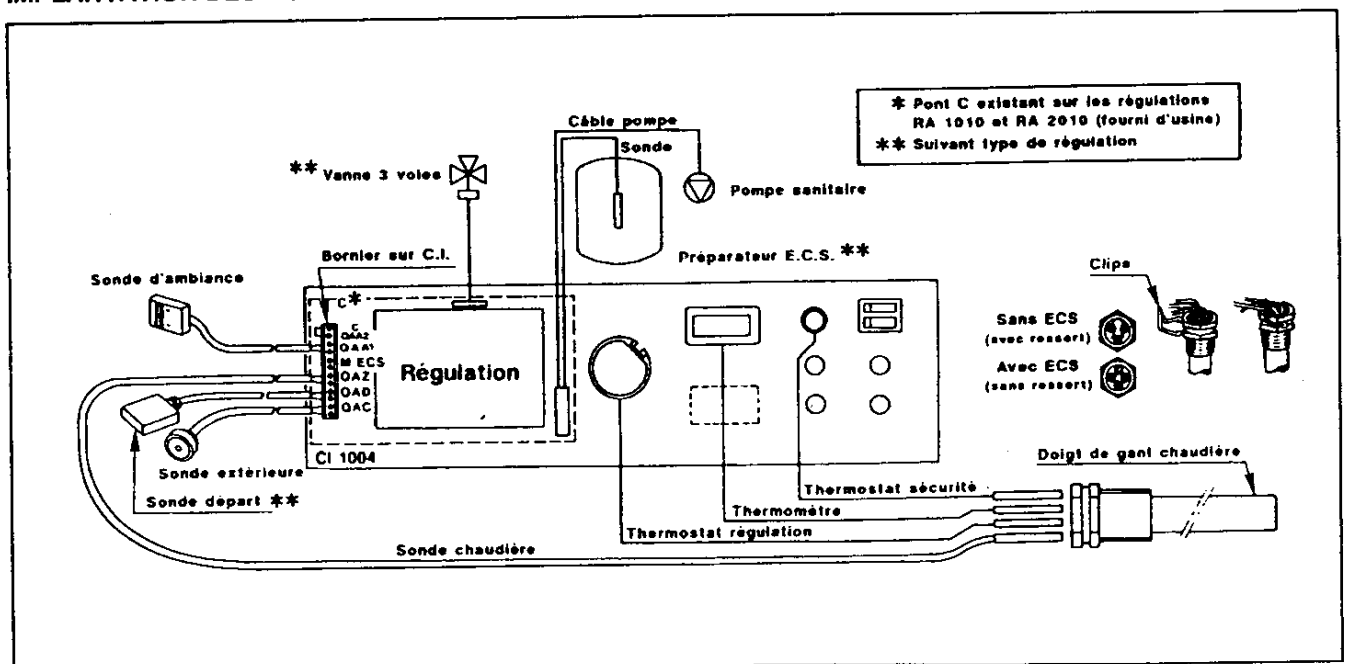 * Pont C existant sur les régulations
RA 1010 et RA 2010 (fourni d'usine)
** Suivant type de régulation
Câble pompe
Sonde
** Vanne 3 voies
Pompe sanitaire
Bornier sur C.I.
Préparateur E.C.S. **
Sonde d'ambiance
Clips
C *
C
QAA2
QAA1
M ECS
QAZ
QAD
QAC
Régulation
Sans ECS
(avec ressert)
Avec ECS
(sans ressert)
CI 1004
Sonde extérieure
Sonde départ **
Doigt de gant chaudière
Thermostat sécurité
Thermomètre
Thermostat régulation
Sonde chaudière